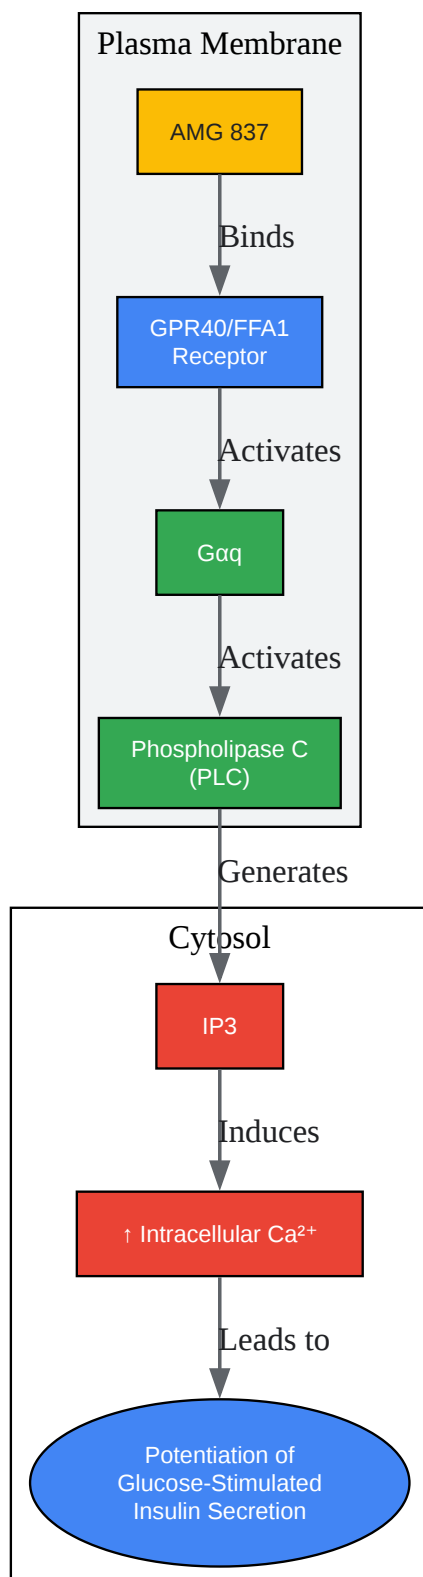 Plasma Membrane
AMG 837
Binds
GPR40/FFA1
Receptor
Activates
Gαq
Activates
Phospholipase C
(PLC)
Generates
Cytosol
IP3
Induces
↑ Intracellular Ca²⁺
Leads to
Potentiation of
Glucose-Stimulated
Insulin Secretion